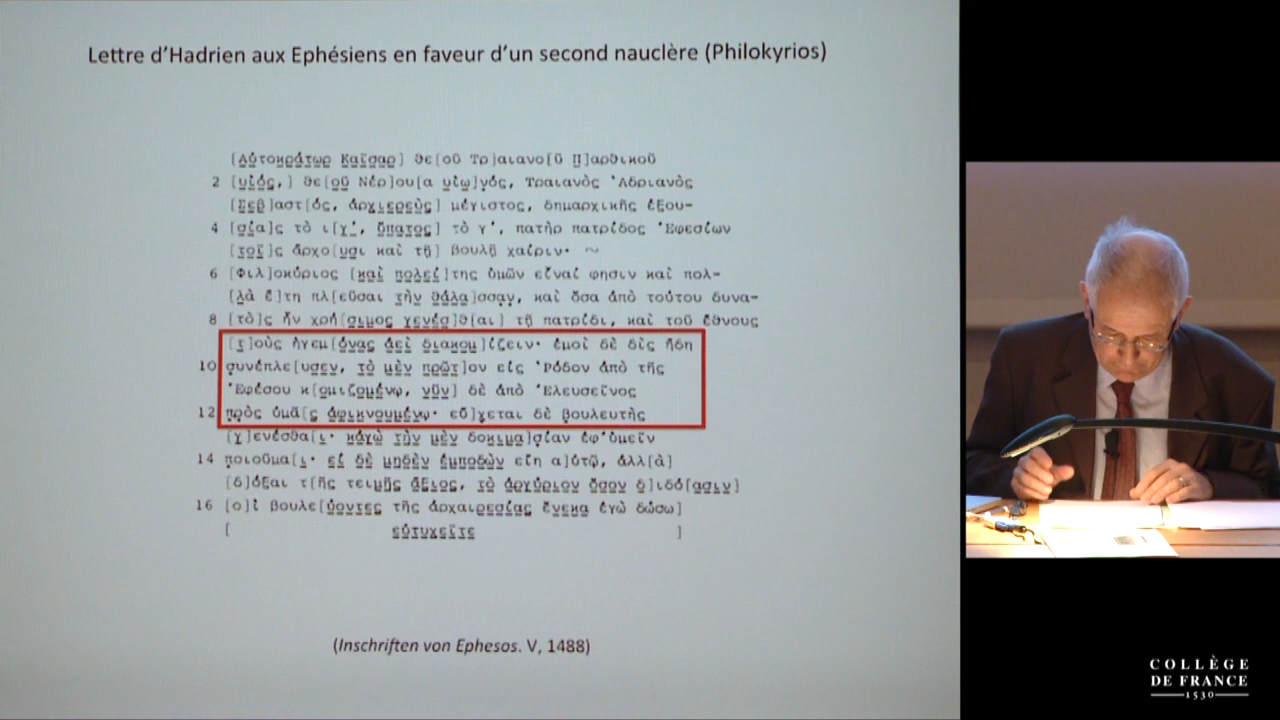 Lettre d'Hadrien aux Ephésiens en faveur d'un second nauclère (Philokyrios)
[Αὐτοκράτωρ Καῖσαρ] θε[οῦ Τρ]αιανο[ῦ Π]αρθικοῦ
2 [υἱός,] θε[οῦ Νέρ]ου[α υἱω]νός, Τραιανὸς Ἁδριανὸς
[Σεβ]αστ[ός, ἀρχιερεὺς] μέγιστος, δημαρχικῆς ἐξου-
4 [σία]ς τὸ ι[γ', ὕπατος] τὸ γ', πατὴρ πατρίδος Ἐφεσίων
[τοῖ]ς ἄρχο[υσι καὶ τῇ] βουλῇ χαίριν· ~
6 [Φιλ]οκύριος [καὶ πολεί]της ὑμῶν εἶναί φησιν καὶ πολ-
[λὰ ἔ]τη πλ[εῦσαι τὴν θάλα]σσαν, καὶ ὅσα ἀπὸ τούτου δυνα-
8 [τὸ]ς ἦν χρή[σιμος γενέσ]θ[αι] τῇ πατρίδι, καὶ τοῦ ἔθνους
[τ]οὺς ἡγεμ[όνας ἀεὶ διακομ]ίζειν· ἐμοὶ δὲ δὶς ἤδη
10 συνέπλε[υσεν, τὸ μὲν πρῶτ]ον εἰς Ῥόδον ἀπὸ τῆς
Ἐφέσου κ[ομιζομένῳ, νῦν] δὲ ἀπὸ Ἐλευσεῖνος
12 πρὸς ὑμᾶ[ς ἀφικνουμένῳ· εὔ]χεται δὲ βουλευτὴς
[γ]ενέσθα[ι· κἀγὼ τὴν μὲν δοκιμα]σίαν ἐφ' ὑμεῖν
14 ποιοῦμα[ι· εἰ δὲ μηδὲν ἐμποδὼν εἴη α]ὐτῷ, ἀλλ[ὰ]
[δ]όξαι τ[ῆς τειμῆς ἄξιος, τὸ ἀργύριον ὅσον δ]ιδό[ασιν]
16 [ο]ἱ βουλε[ύοντες τῆς ἀρχαιρεσίας ἕνεκα ἐγὼ δώσω]
[ εὐτυχεῖτε ]
(Inschriften von Ephesos. V, 1488)
COLLÈGE
DE FRANCE
1530